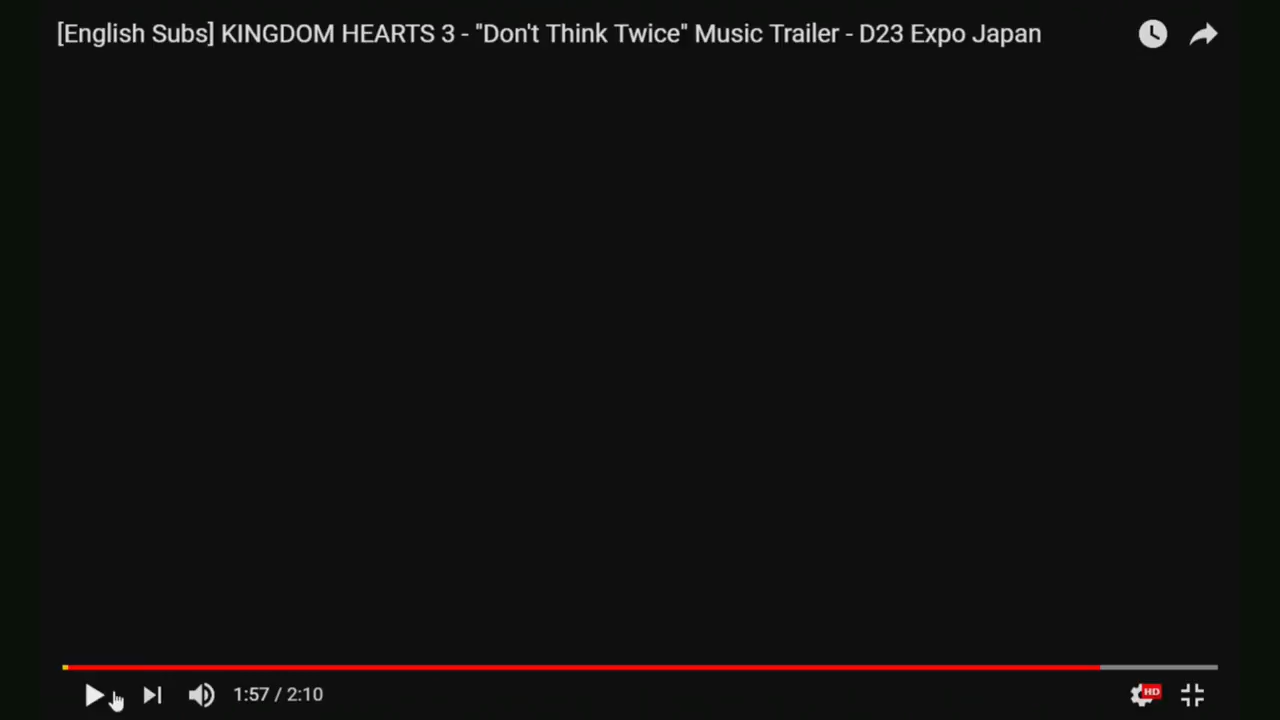 [English Subs] KINGDOM HEARTS 3 - "Don't Think Twice" Music Trailer - D23 Expo Japan
1:57 / 2:10
HD